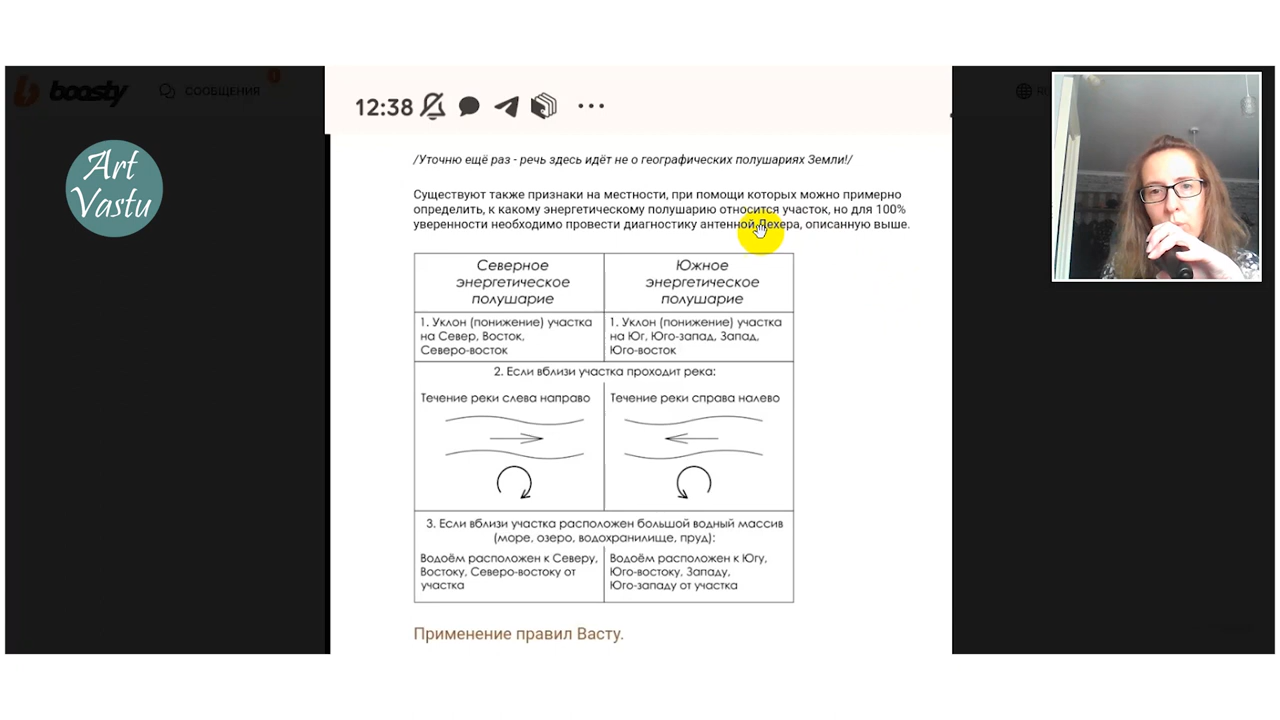 boosty
СООБЩЕНИЯ
12:38
Art
Vastu
/Уточню ещё раз - речь здесь идёт не о географических полушариях Земли!/
Существуют также признаки на местности, при помощи которых можно примерно
определить, к какому энергетическому полушарию относится участок, но для 100%
уверенности необходимо провести диагностику антенной Лехера, описанную выше.
Северное
энергетическое
полушарие
Южное
энергетическое
полушарие
1. Уклон (понижение) участка
на Север, Восток,
Северо-восток
1. Уклон (понижение) участка
на Юг, Юго-запад, Запад,
Юго-восток
2. Если вблизи участка проходит река:
Течение реки слева направо
Течение реки справа налево
3. Если вблизи участка расположен большой водный массив
(море, озеро, водохранилище, пруд):
Водоём расположен к Северу,
Востоку, Северо-востоку от
участка
Водоём расположен к Югу,
Юго-востоку, Западу,
Юго-западу от участка
Применение правил Васту.